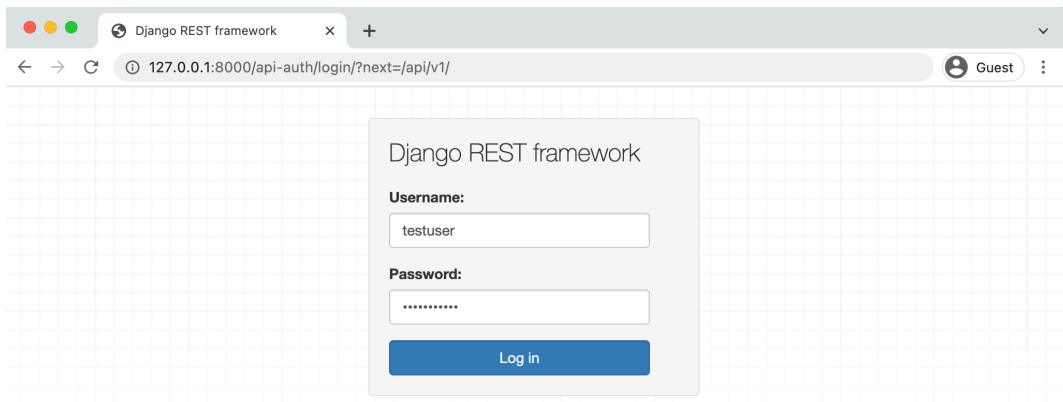 Django REST framework
127.0.0.1:8000/api-auth/login/?next=/api/v1/
Guest
Django REST framework
Username:
testuser
Password:
•••••••••••
Log in